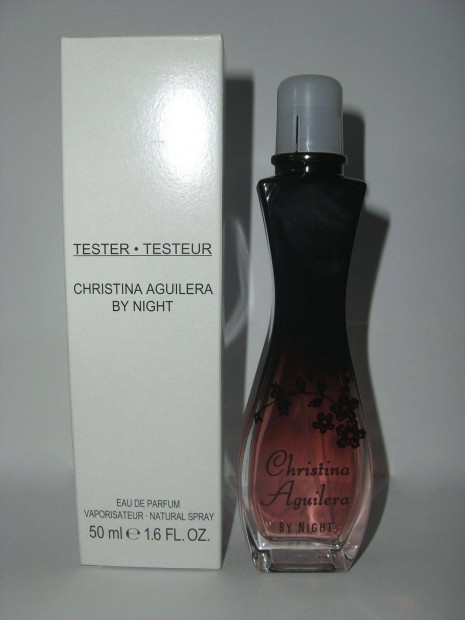 TESTER • TESTEUR
CHRISTINA AGUILERA
BY NIGHT
EAU DE PARFUM
VAPORISATEUR - NATURAL SPRAY
50 ml ℮ 1.6 FL. OZ.
Christina
Aguilera
BY NIGHT